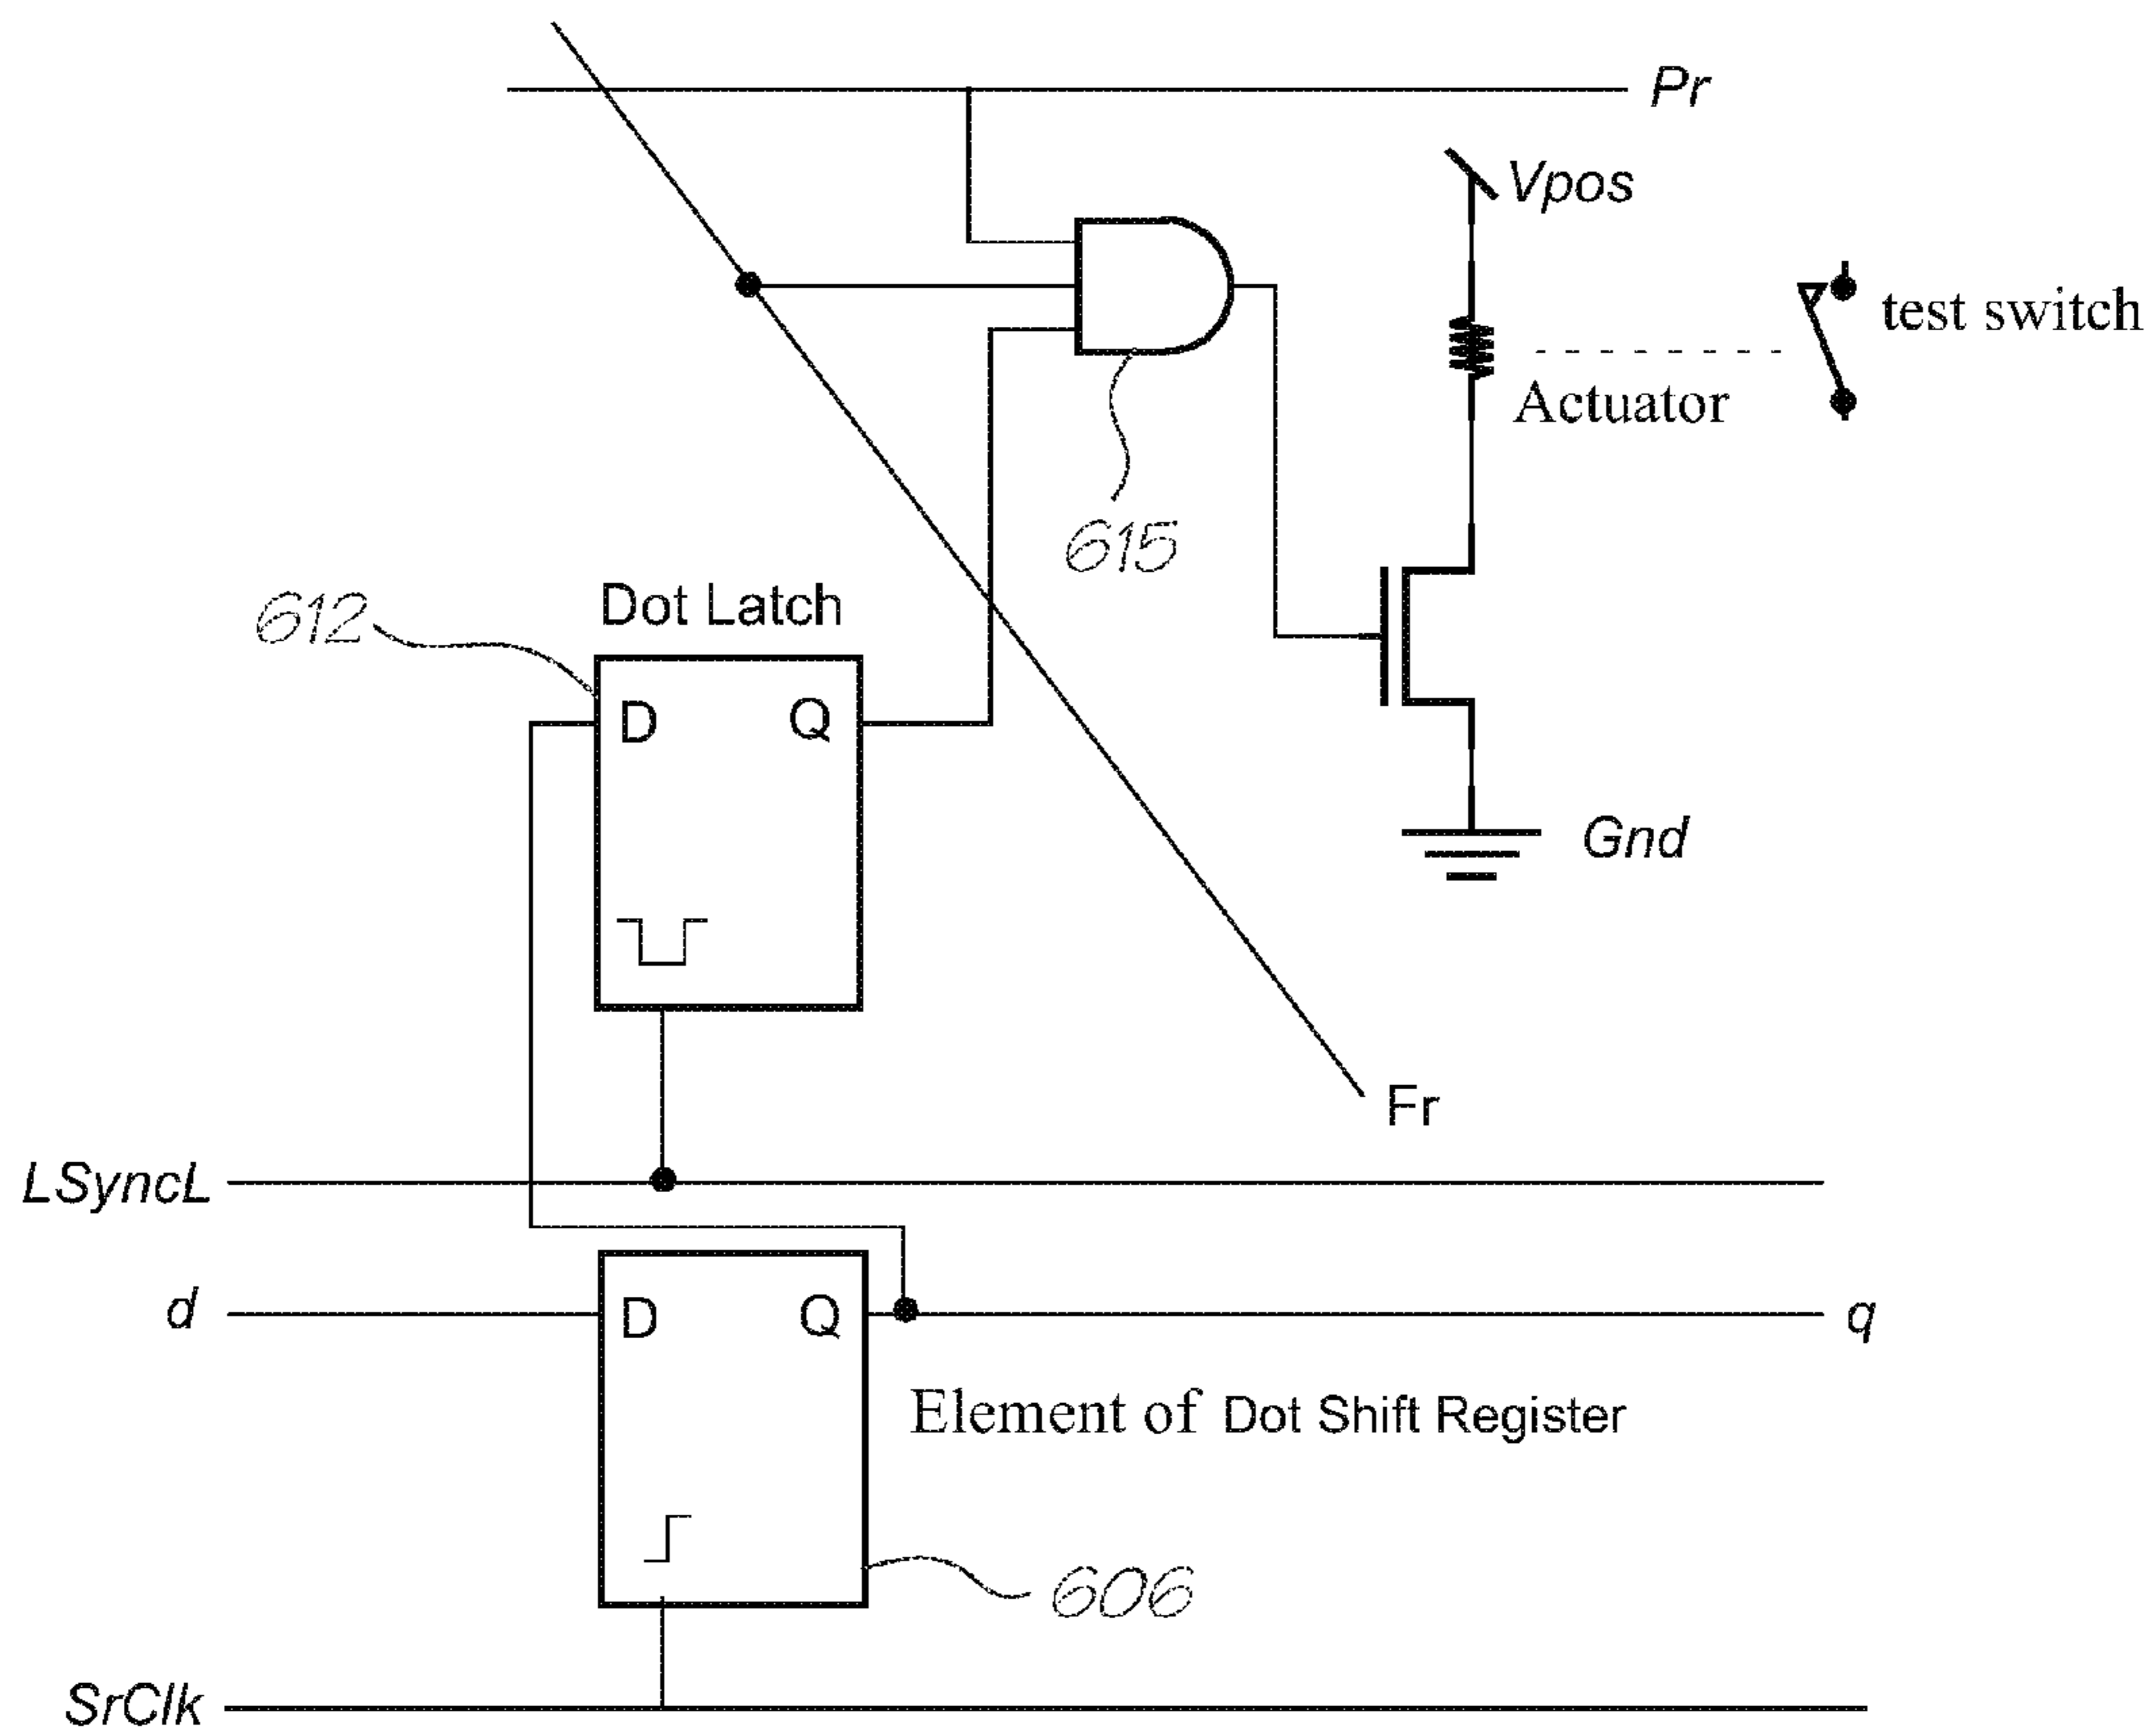 Pr
Vpos
test switch
Actuator
615
612
Dot Latch
D Q
Gnd
Fr
LSyncL
d
D Q
q
Element of Dot Shift Register
606
SrClk